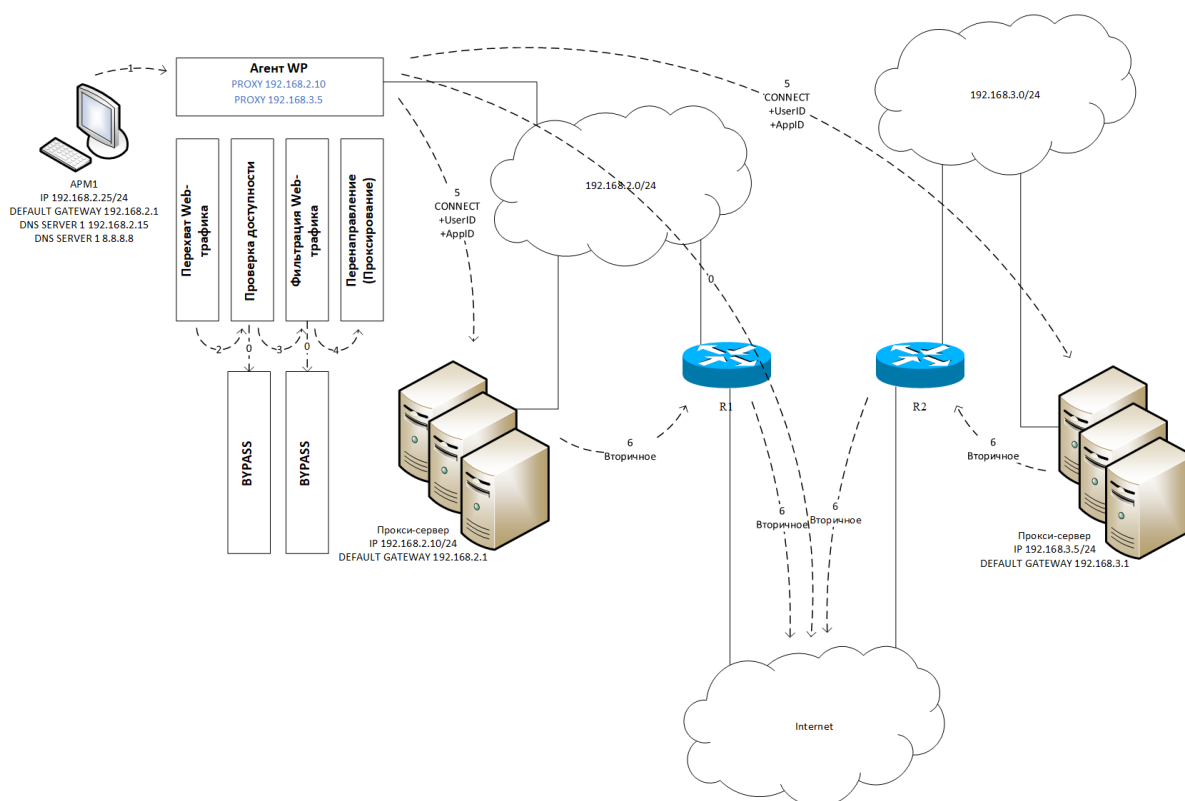 1
Агент WP
PROXY 192.168.2.10
PROXY 192.168.3.5
АРМ1
IP 192.168.2.25/24
DEFAULT GATEWAY 192.168.2.1
DNS SERVER 1 192.168.2.15
DNS SERVER 1 8.8.8.8
Перехват Web-
трафика
Проверка доступности
Фильтрация Web-
трафика
Перенаправление
(Проксирование)
2
0
3
0
4
BYPASS
BYPASS
5
CONNECT
+UserID
+AppID
192.168.2.0/24
5
CONNECT
+UserID
+AppID
192.168.3.0/24
0
R1
R2
6
Вторичное
6
Вторичное
6
Вторичное
6
Вторичное
Прокси-сервер
IP 192.168.2.10/24
DEFAULT GATEWAY 192.168.2.1
Прокси-сервер
IP 192.168.3.5/24
DEFAULT GATEWAY 192.168.3.1
Internet